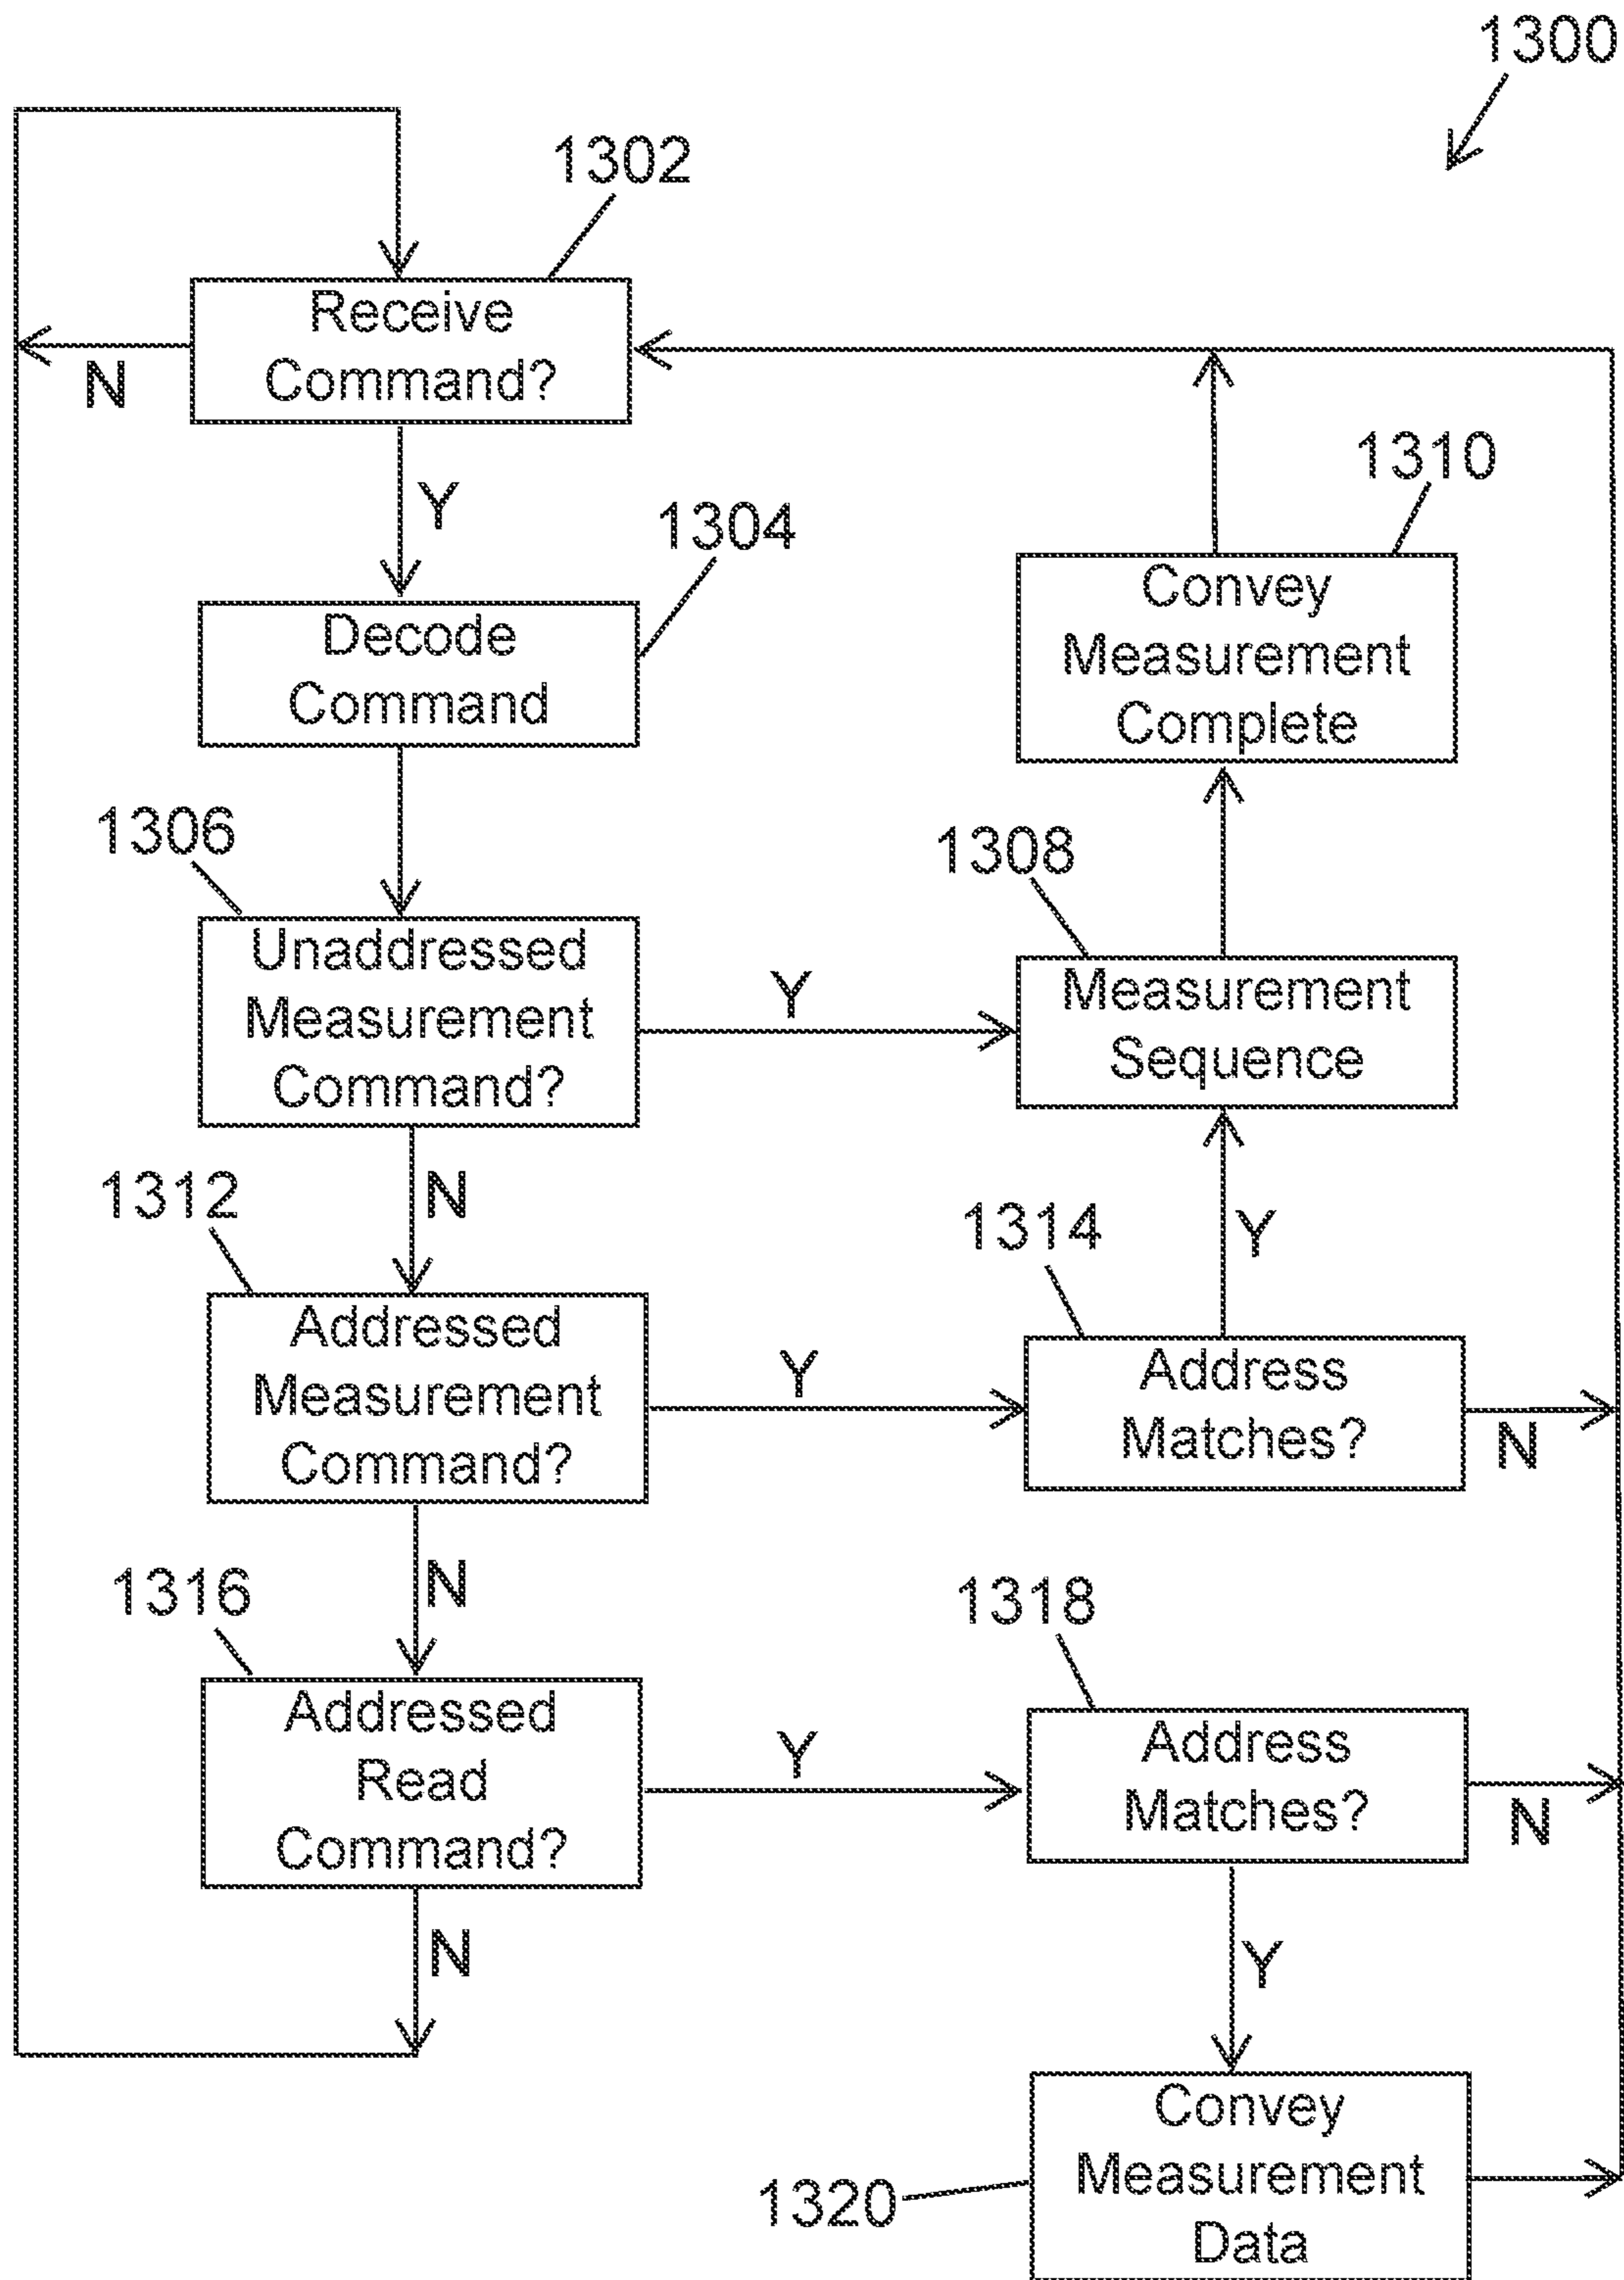 1300
1302
Receive
Command?
N
Y
1304
Decode
Command
1310
Convey
Measurement
Complete
1306
Unaddressed
Measurement
Command?
Y
1308
Measurement
Sequence
N
1312
Addressed
Measurement
Command?
Y
1314
Y
Address
Matches?
N
N
1316
Addressed
Read
Command?
Y
1318
Address
Matches?
N
N
Y
1320
Convey
Measurement
Data